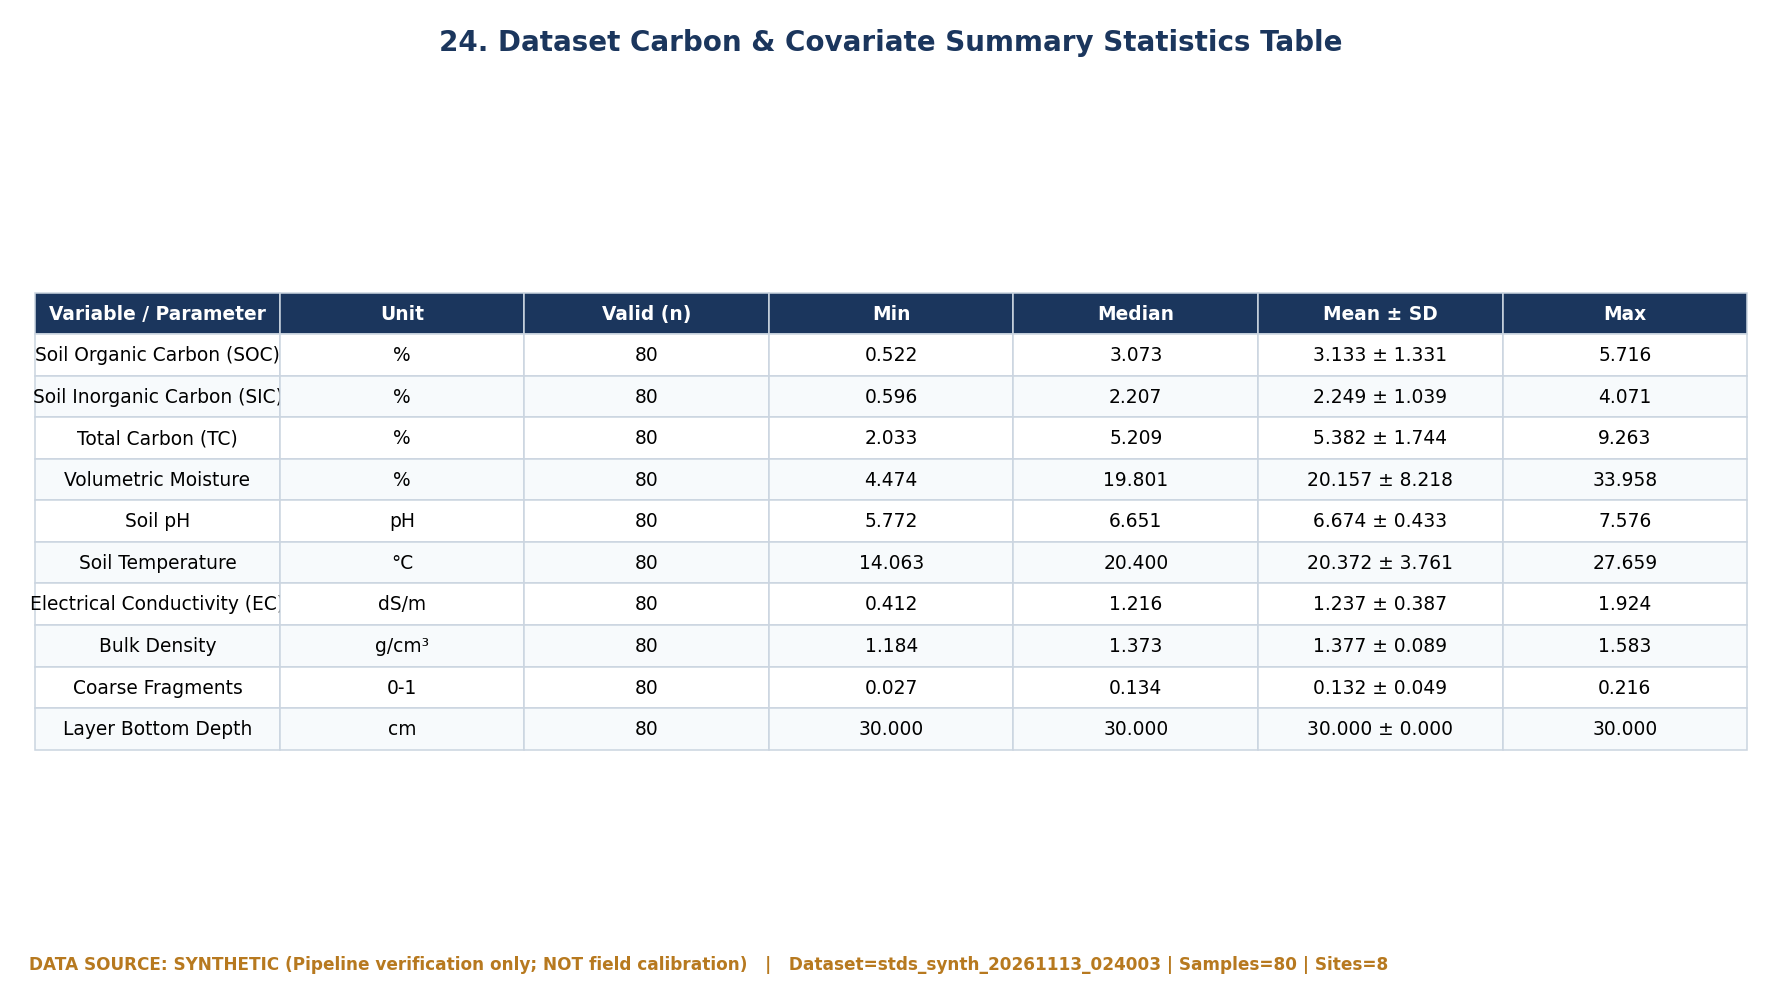 24. Dataset Carbon & Covariate Summary Statistics Table
Variable / Parameter Unit Valid (n) Min Median Mean ± SD Max
Soil Organic Carbon (SOC) % 80 0.522 3.073 3.133 ± 1.331 5.716
Soil Inorganic Carbon (SIC) % 80 0.596 2.207 2.249 ± 1.039 4.071
Total Carbon (TC) % 80 2.033 5.209 5.382 ± 1.744 9.263
Volumetric Moisture % 80 4.474 19.801 20.157 ± 8.218 33.958
Soil pH pH 80 5.772 6.651 6.674 ± 0.433 7.576
Soil Temperature °C 80 14.063 20.400 20.372 ± 3.761 27.659
Electrical Conductivity (EC) dS/m 80 0.412 1.216 1.237 ± 0.387 1.924
Bulk Density g/cm³ 80 1.184 1.373 1.377 ± 0.089 1.583
Coarse Fragments 0-1 80 0.027 0.134 0.132 ± 0.049 0.216
Layer Bottom Depth cm 80 30.000 30.000 30.000 ± 0.000 30.000
DATA SOURCE: SYNTHETIC (Pipeline verification only; NOT field calibration) | Dataset=stds_synth_20261113_024003 | Samples=80 | Sites=8